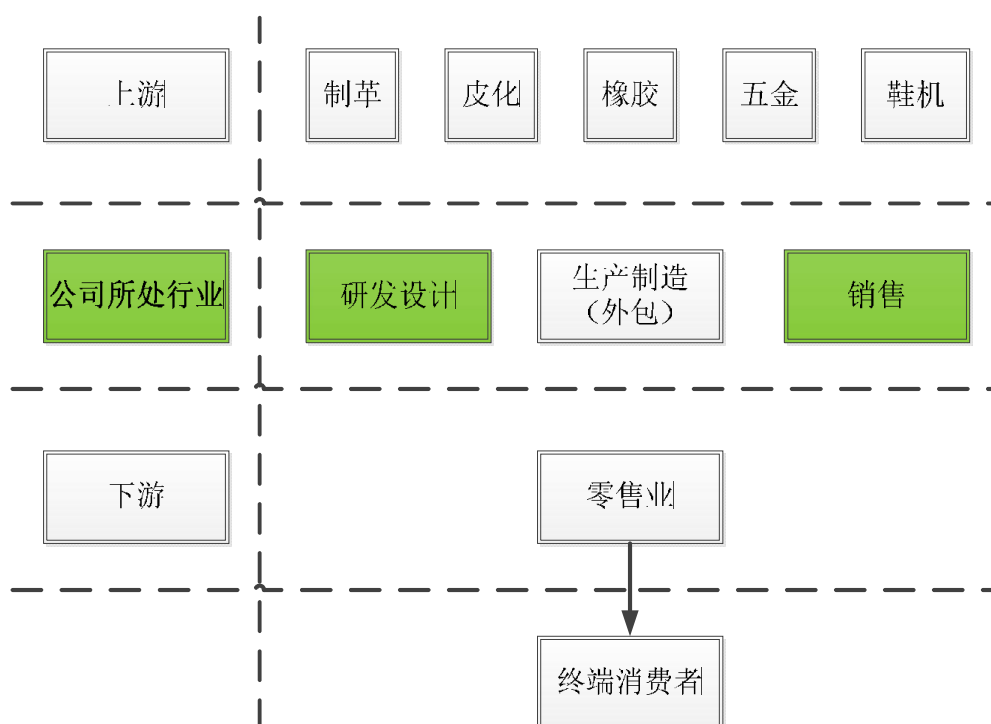 上游
制革
皮化
橡胶
五金
鞋机
公司所处行业
研发设计
生产制造
（外包）
销售
下游
零售业
终端消费者